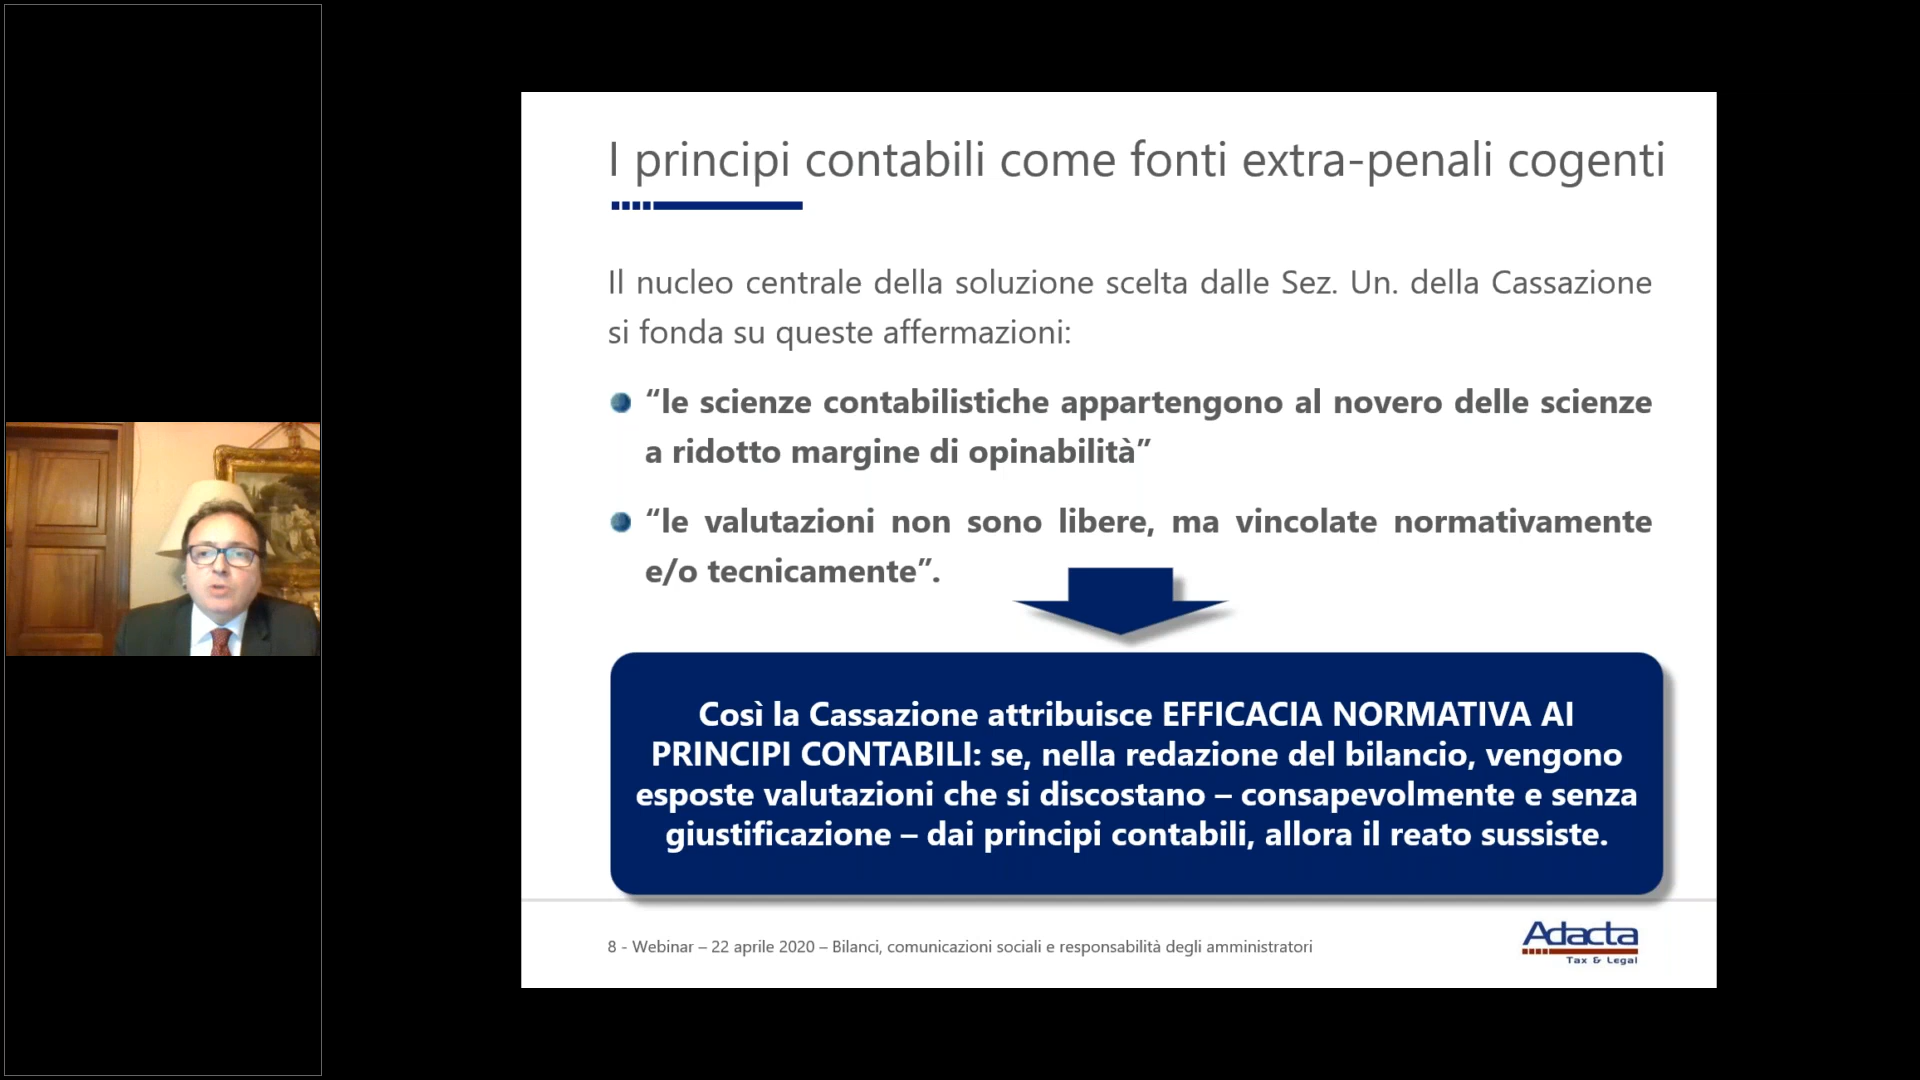 I principi contabili come fonti extra-penali cogenti
Il nucleo centrale della soluzione scelta dalle Sez. Un. della Cassazione
si fonda su queste affermazioni:
“le scienze contabilistiche appartengono al novero delle scienze
a ridotto margine di opinabilità”
“le valutazioni non sono libere, ma vincolate normativamente
e/o tecnicamente”.
Così la Cassazione attribuisce EFFICACIA NORMATIVA AI
PRINCIPI CONTABILI: se, nella redazione del bilancio, vengono
esposte valutazioni che si discostano – consapevolmente e senza
giustificazione – dai principi contabili, allora il reato sussiste.
8 - Webinar – 22 aprile 2020 – Bilanci, comunicazioni sociali e responsabilità degli amministratori
Adacta
Tax & Legal